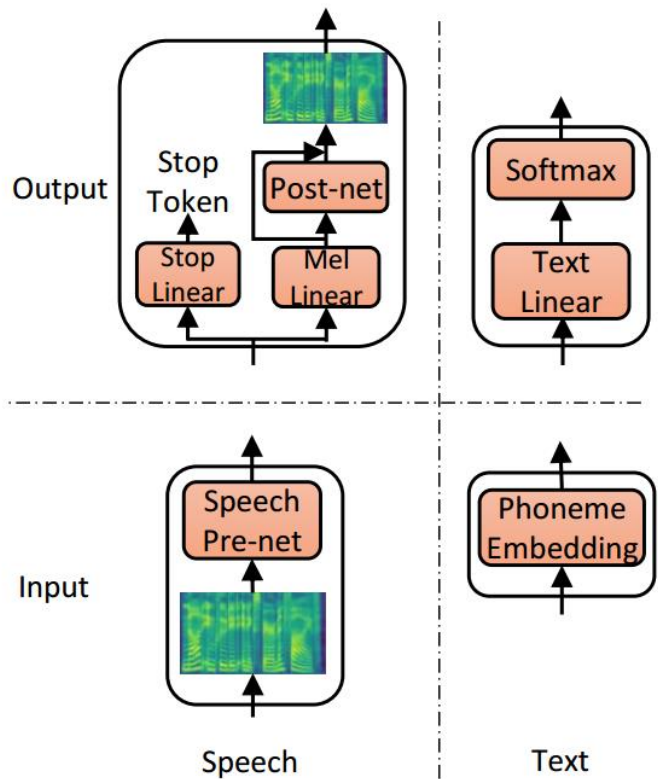 Stop
Token
Output
Post-net
Stop
Linear
Mel
Linear
Softmax
Text
Linear
Speech
Pre-net
Phoneme
Embedding
Input
Speech
Text